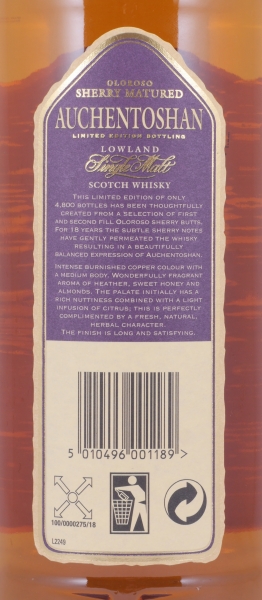 OLOROSO
SHERRY MATURED
AUCHENTOSHAN
LIMITED EDITION BOTTLING
LOWLAND
Single Malt
SCOTCH WHISKY
THIS LIMITED EDITION OF ONLY
4,800 BOTTLES HAS BEEN THOUGHTFULLY
CREATED FROM A SELECTION OF FIRST
AND SECOND FILL OLOROSO SHERRY BUTTS.
FOR 18 YEARS THE SUBTLE SHERRY NOTES
HAVE GENTLY PERMEATED THE WHISKY
RESULTING IN A BEAUTIFULLY
BALANCED EXPRESSION OF AUCHENTOSHAN.
INTENSE BURNISHED COPPER COLOUR WITH
A MEDIUM BODY. WONDERFULLY FRAGRANT
AROMA OF HEATHER, SWEET HONEY AND
ALMONDS. THE PALATE INITIALLY HAS A
RICH NUTTINESS COMBINED WITH A LIGHT
INFUSION OF CITRUS; THIS IS PERFECTLY
COMPLIMENTED BY A FRESH, NATURAL,
HERBAL CHARACTER.
THE FINISH IS LONG AND SATISFYING.
5 010496 001189 >
100/0000275/18
L2249